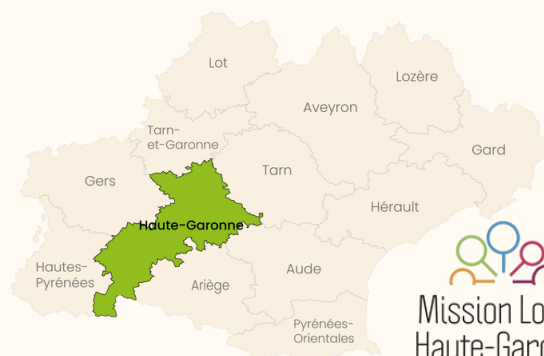 Lot
Lozère
Aveyron
Tarn-
et-Garonne
Gard
Gers
Tarn
Hérault
Haute-Garonne
Hautes-
Pyrénées
Ariège
Aude
Mission Lo
Pyrénées-
Orientales
Haute-Garo